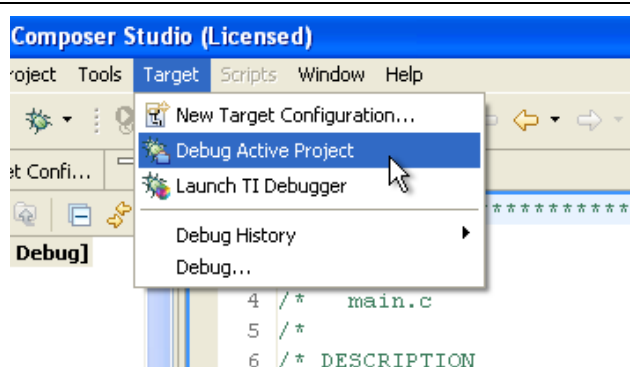 Composer Studio (Licensed)
roject Tools Target Scripts Window Help
New Target Configuration...
et Confi... Debug Active Project
Launch TI Debugger
***********
Debug] Debug History
Debug...
4 /* main.c
5 /*
6 /* DESCRIPTION